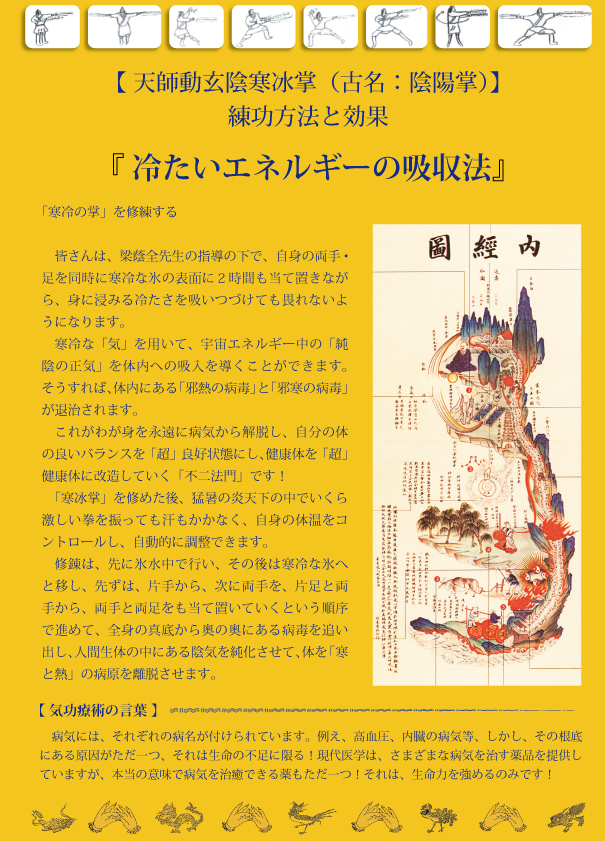 【 天師動玄陰寒冰掌（古名：陰陽掌）】
練功方法と効果
『 冷たいエネルギーの吸収法』
「寒冷の掌」を修練する
皆さんは、梁蔭全先生の指導の下で、自身の両手・
足を同時に寒冷な氷の表面に２時間も当て置きなが
ら、身に浸みる冷たさを吸いつづけても畏れないよ
うになります。
寒冷な「気」を用いて、宇宙エネルギー中の「純
陰の正気」を体内への吸入を導くことができます。
そうすれば、体内にある「邪熱の病毒」と「邪寒の病毒」
が退治されます。
これがわが身を永遠に病気から解脱し、自分の体
の良いバランスを「超」良好状態にし、健康体を「超」
健康体に改造していく「不二法門」です！
「寒冰掌」を修めた後、猛暑の炎天下の中でいくら
激しい拳を振っても汗もかかなく、自身の体温をコ
ントロールし、自動的に調整できます。
修錬は、先に氷水中で行い、その後は寒冷な氷へ
と移し、先ずは、片手から、次に両手を、片足と両
手から、両手と両足をも当て置いていくという順序
で進めて、全身の真底から奥の奥にある病毒を追い
出し、人間生体の中にある陰気を純化させて、体を「寒
と熱」の病原を離脱させます。
内經圖
【 気功療術の言葉 】
病気には、それぞれの病名が付けられています。例え、高血圧、内臓の病気等、しかし、その根底
にある原因がただ一つ、それは生命の不足に限る！現代医学は、さまざまな病気を治す薬品を提供し
ていますが、本当の意味で病気を治癒できる薬もただ一つ！それは、生命力を強めるのみです！